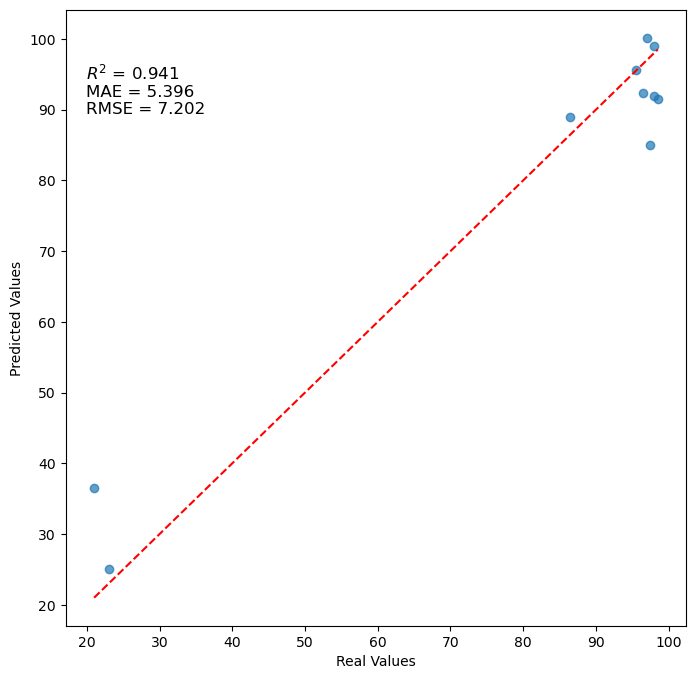 R² = 0.941
MAE = 5.396
RMSE = 7.202
Predicted Values
100
90
80
70
60
50
40
30
20
20 30 40 50 60 70 80 90 100
Real Values